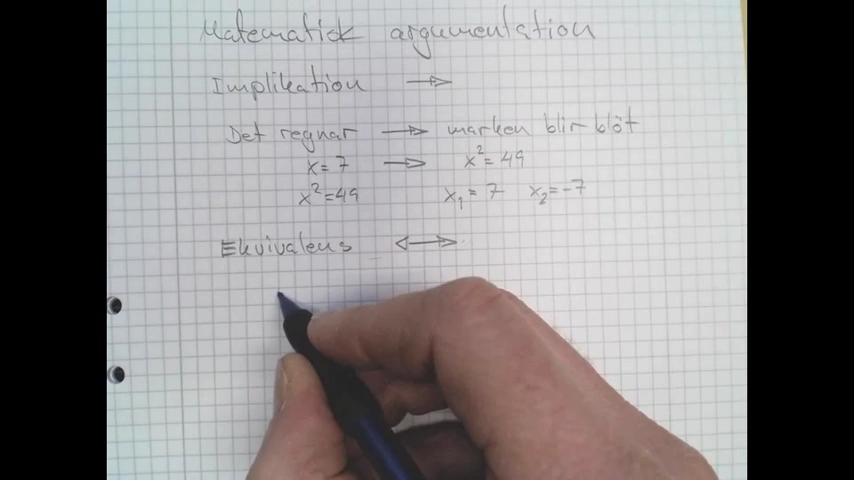 Matematisk argumentation
Implikation →
Det regnar → marken blir blöt
x = 7 → x² = 49
x² = 49 x₁ = 7 x₂ = -7
Ekvivalens ↔